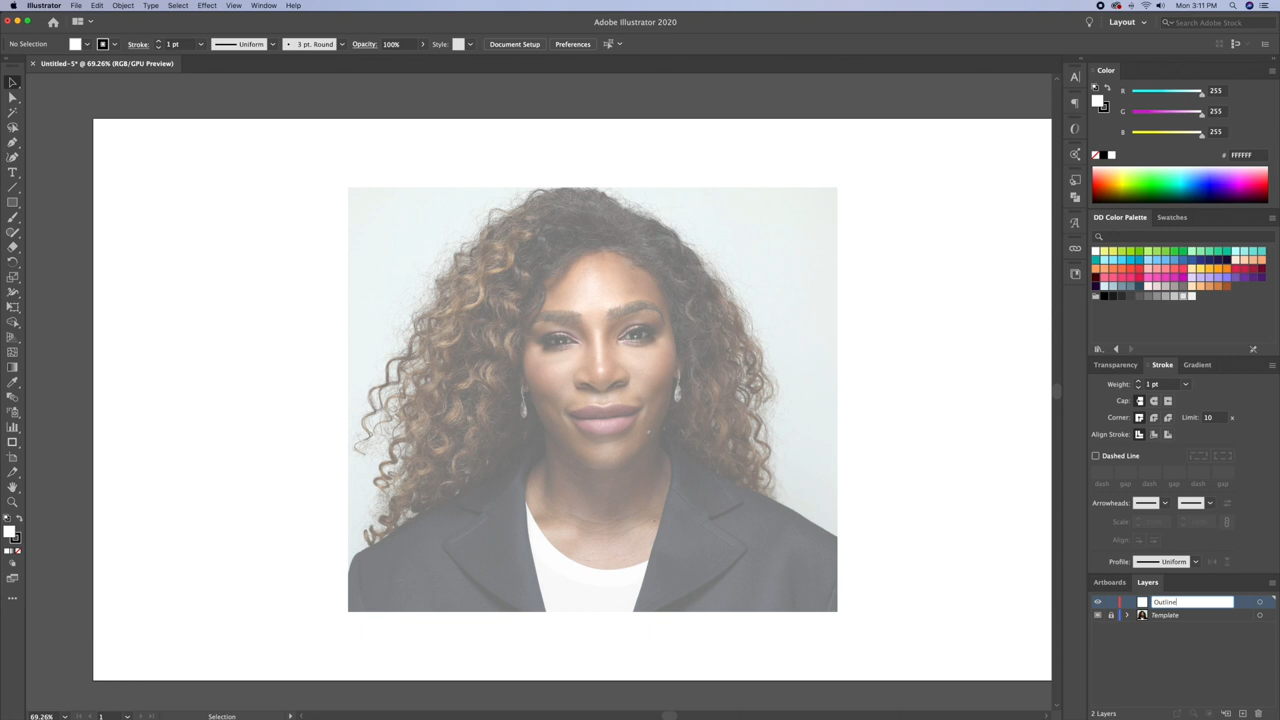 Illustrator File Edit Object Type Select Effect View Window Help
Mon 3:11 PM
Adobe Illustrator 2020
Layout
Search Adobe Stock
No Selection
Stroke: 1 pt
Uniform
3 pt. Round
Opacity: 100%
Style:
Document Setup
Preferences
Untitled-5* @ 69.26% (RGB/GPU Preview)
Color
R 255
G 255
B 255
# FFFFFF
DD Color Palette Swatches
Transparency Stroke Gradient
Weight: 1 pt
Cap:
Corner: Limit: 10 x
Align Stroke:
Dashed Line
dash gap dash gap dash gap
Arrowheads:
Scale:
Align:
Profile: Uniform
Artboards Layers
Outline
Template
2 Layers
69.26% 1 Selection